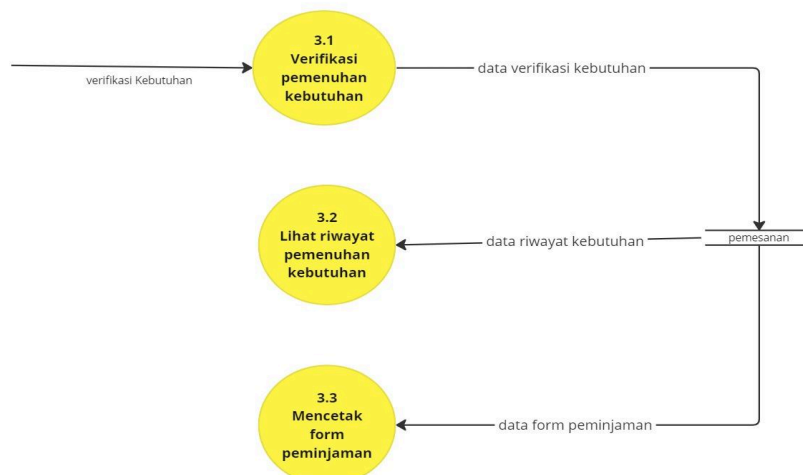 3.1
Verifikasi
pemenuhan
kebutuhan
verifikasi Kebutuhan
data verifikasi kebutuhan
3.2
Lihat riwayat
pemenuhan
kebutuhan
data riwayat kebutuhan
pemesanan
3.3
Mencetak
form
peminjaman
data form peminjaman